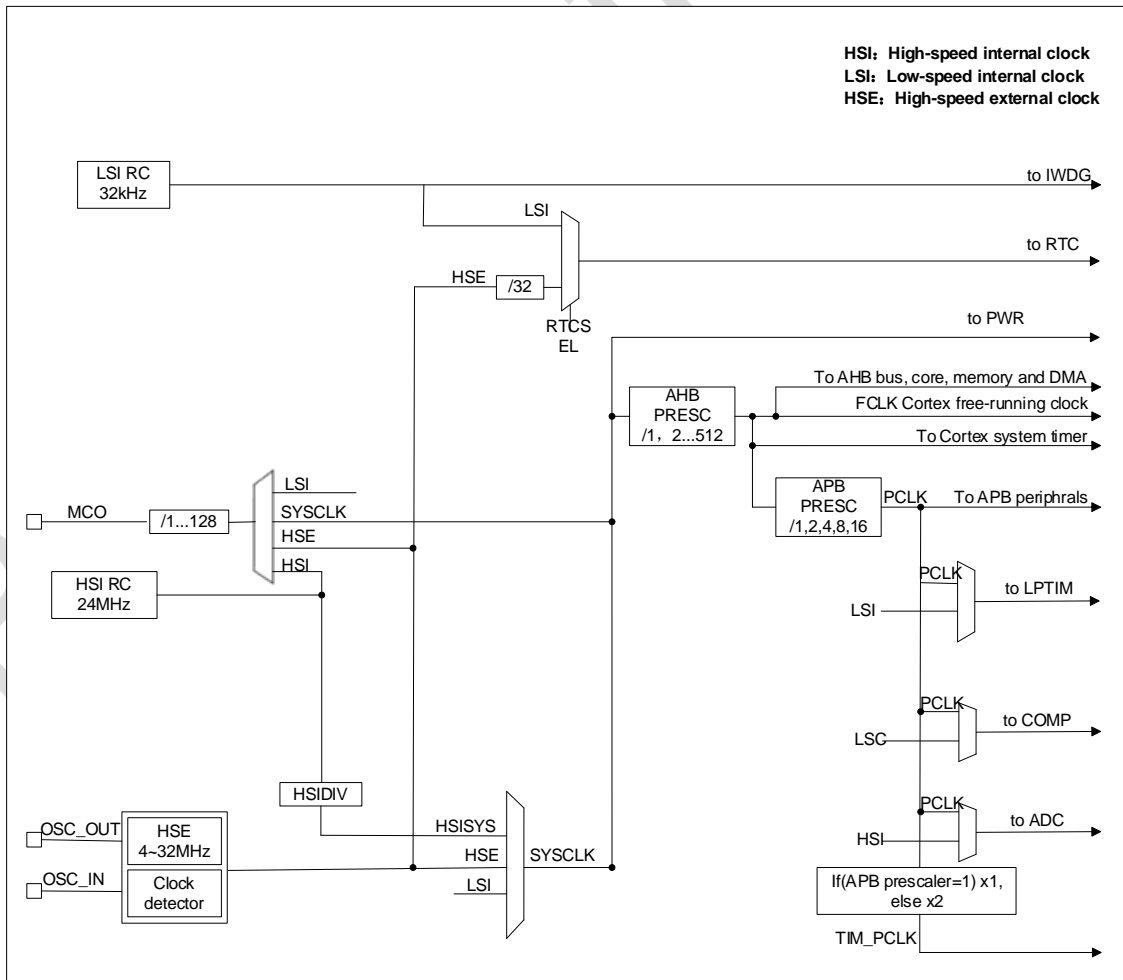 HSI：High-speed internal clock
LSI：Low-speed internal clock
HSE：High-speed external clock
LSI RC
32kHz
to IWDG
LSI
to RTC
HSE
/32
RTCS
EL
to PWR
To AHB bus, core, memory and DMA
AHB
PRESC
/1，2...512
FCLK Cortex free-running clock
To Cortex system timer
APB
PRESC
/1,2,4,8,16
PCLK
To APB periphrals
LSI
MCO
/1...128
SYSCLK
HSE
HSI
HSI RC
24MHz
PCLK
LSI
to LPTIM
PCLK
LSC
to COMP
HSIDIV
PCLK
HSI
to ADC
OSC_OUT
HSE
4~32MHz
OSC_IN
Clock
detector
HSISYS
HSE
SYSCLK
LSI
If(APB prescaler=1) x1,
else x2
TIM_PCLK